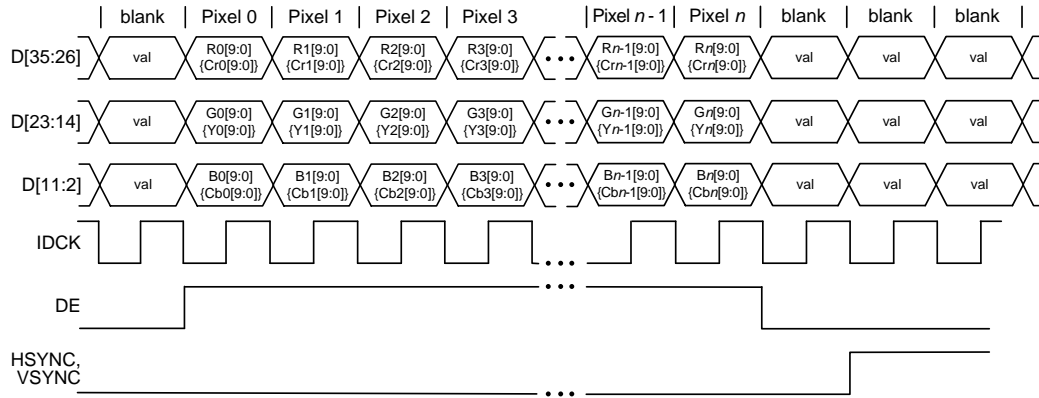 blank Pixel 0 Pixel 1 Pixel 2 Pixel 3 Pixel n - 1 Pixel n blank blank blank
D[35:26] val R0[9:0] R1[9:0] R2[9:0] R3[9:0] ••• Rn-1[9:0] Rn[9:0] val val val
{Cr0[9:0]} {Cr1[9:0]} {Cr2[9:0]} {Cr3[9:0]} {Crn-1[9:0]} {Crn[9:0]}
D[23:14] val G0[9:0] G1[9:0] G2[9:0] G3[9:0] ••• Gn-1[9:0] Gn[9:0] val val val
{Y0[9:0]} {Y1[9:0]} {Y2[9:0]} {Y3[9:0]} {Yn-1[9:0]} {Yn[9:0]}
D[11:2] val B0[9:0] B1[9:0] B2[9:0] B3[9:0] ••• Bn-1[9:0] Bn[9:0] val val val
{Cb0[9:0]} {Cb1[9:0]} {Cb2[9:0]} {Cb3[9:0]} {Cbn-1[9:0]} {Cbn[9:0]}
IDCK •••
DE •••
HSYNC,
VSYNC •••